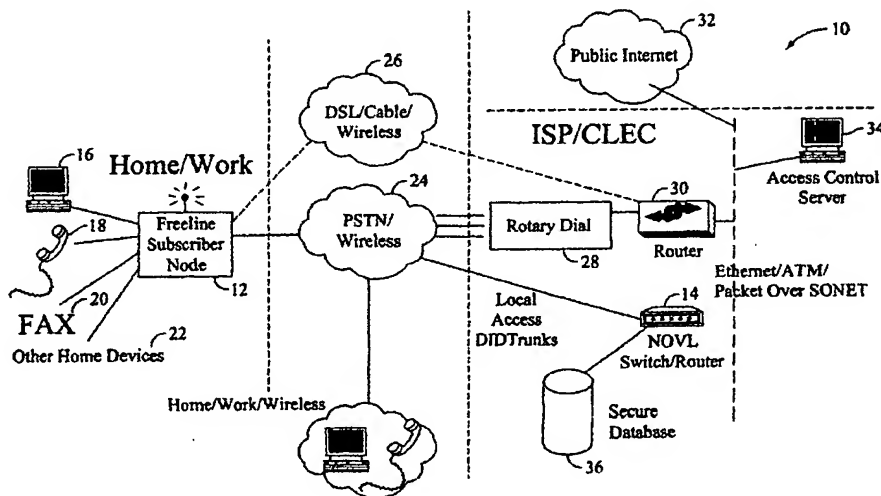 32
10
Public Internet
26
DSL/Cable/
Wireless
ISP/CLEC
34
16
Home/Work
24
30
Access Control
Server
18
Freeline
Subscriber
Node
PSTN/
Wireless
Rotary Dial
Router
28
20
12
14
Ethernet/ATM/
Packet Over SONET
FAX
22
Local
Access
DIDTrunks
Other Home Devices
NOVL
Switch/Router
Home/Work/Wireless
Secure
Database
36